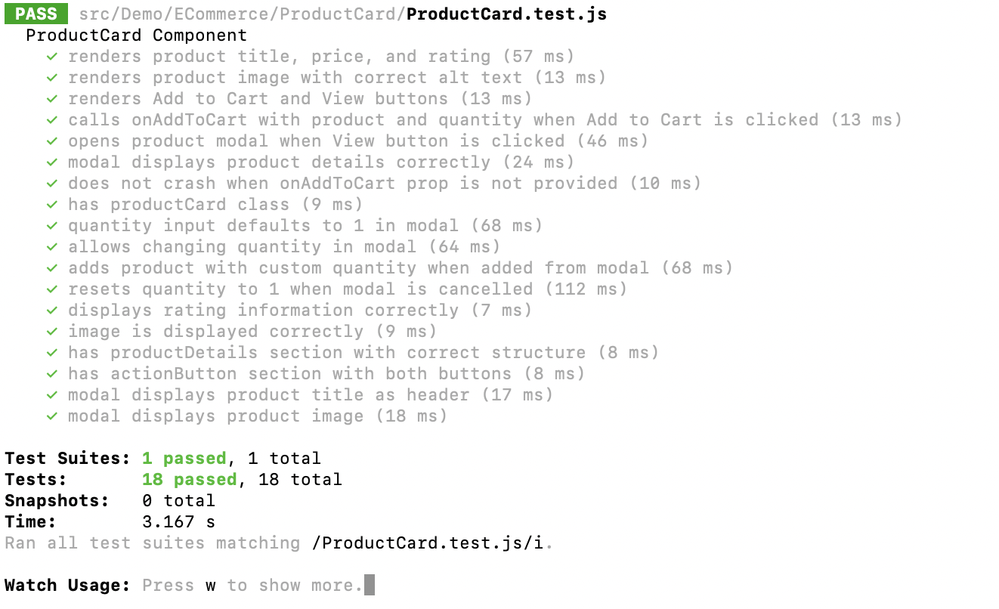 PASS src/Demo/ECommerce/ProductCard/ProductCard.test.js
ProductCard Component
✓ renders product title, price, and rating (57 ms)
✓ renders product image with correct alt text (13 ms)
✓ renders Add to Cart and View buttons (13 ms)
✓ calls onAddToCart with product and quantity when Add to Cart is clicked (13 ms)
✓ opens product modal when View button is clicked (46 ms)
✓ modal displays product details correctly (24 ms)
✓ does not crash when onAddToCart prop is not provided (10 ms)
✓ has productCard class (9 ms)
✓ quantity input defaults to 1 in modal (68 ms)
✓ allows changing quantity in modal (64 ms)
✓ adds product with custom quantity when added from modal (68 ms)
✓ resets quantity to 1 when modal is cancelled (112 ms)
✓ displays rating information correctly (7 ms)
✓ image is displayed correctly (9 ms)
✓ has productDetails section with correct structure (8 ms)
✓ has actionButton section with both buttons (8 ms)
✓ modal displays product title as header (17 ms)
✓ modal displays product image (18 ms)
Test Suites: 1 passed, 1 total
Tests: 18 passed, 18 total
Snapshots: 0 total
Time: 3.167 s
Ran all test suites matching /ProductCard.test.js/i.
Watch Usage: Press w to show more.